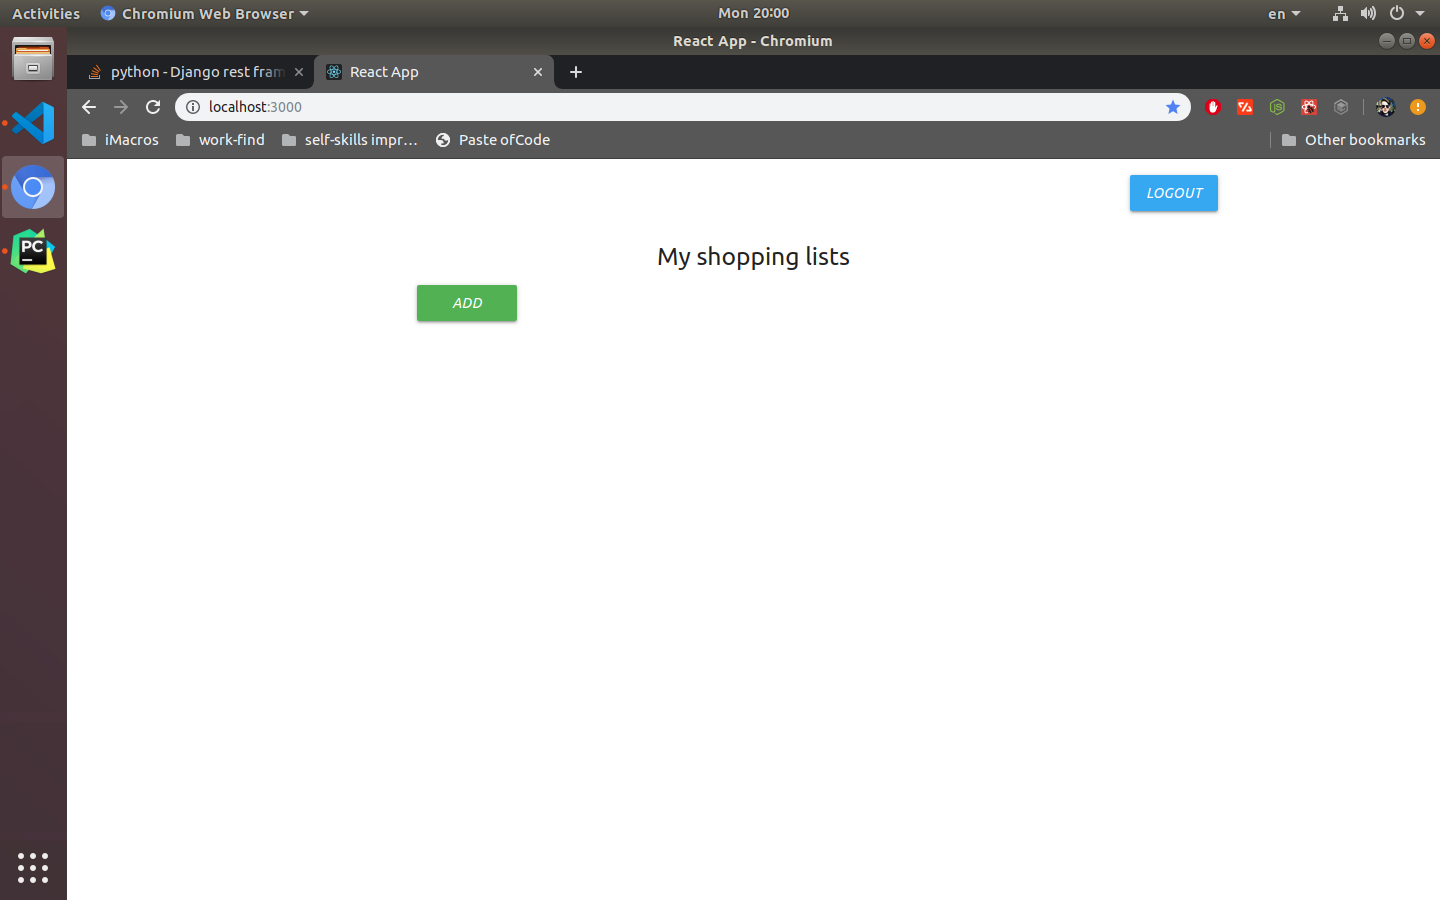 Activities Chromium Web Browser Mon 20:00 en
React App - Chromium
python - Django rest fram React App
localhost:3000
iMacros work-find self-skills impr… Paste ofCode Other bookmarks
LOGOUT
My shopping lists
ADD
PC